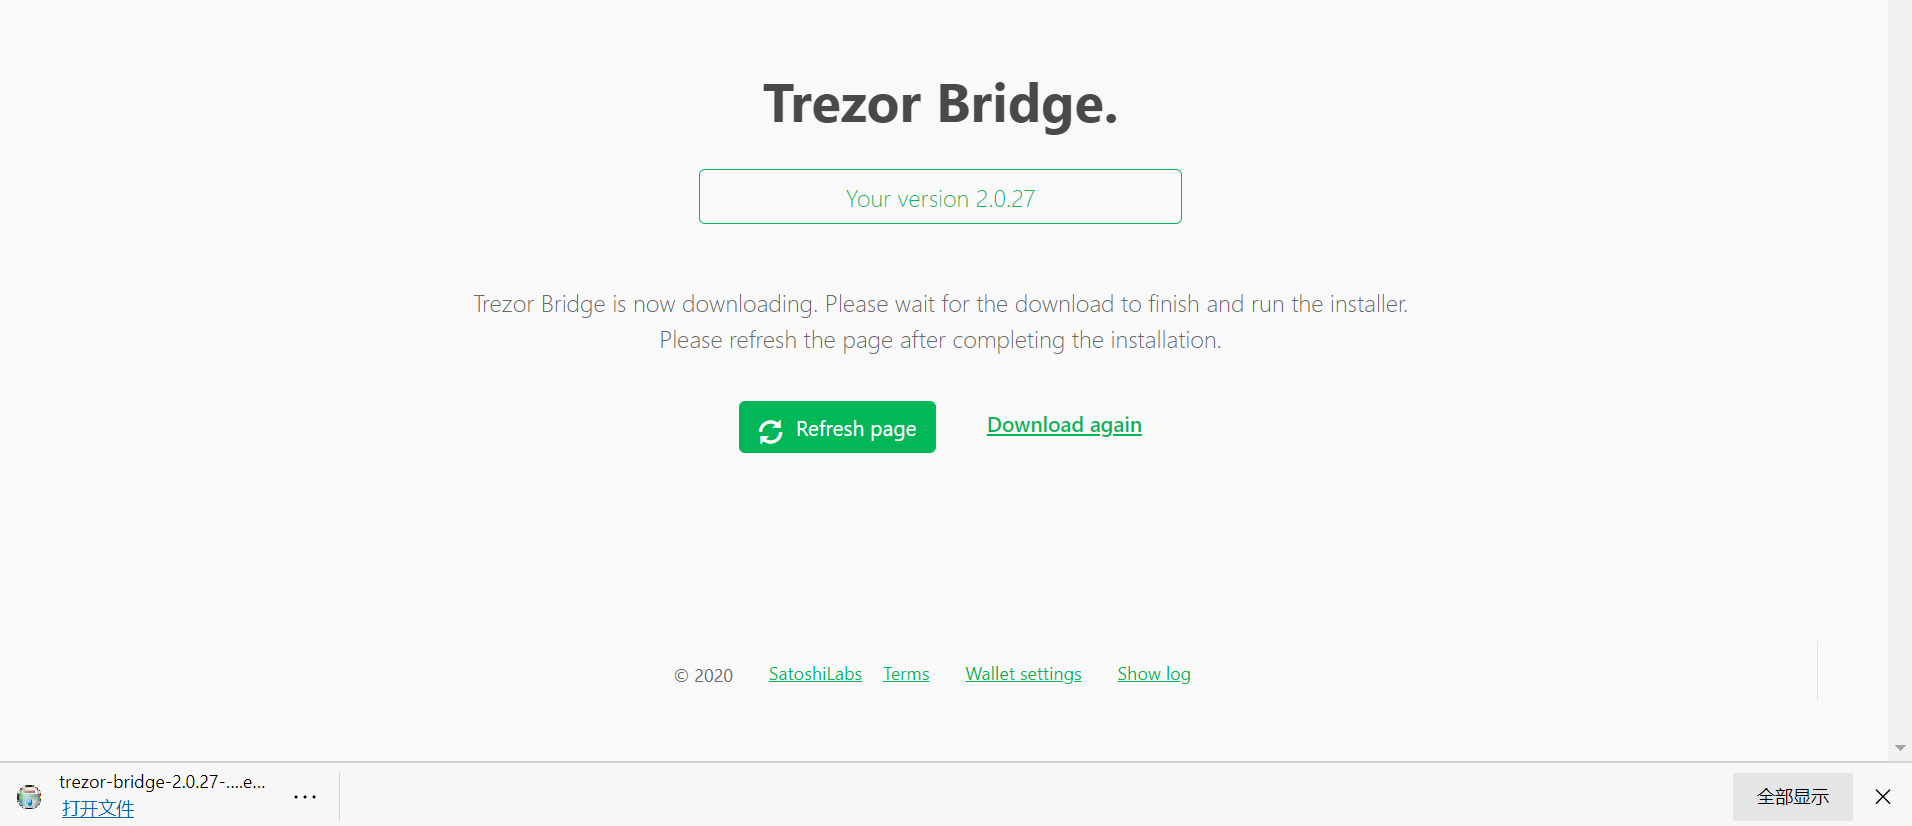 Trezor Bridge.
Your version 2.0.27
Trezor Bridge is now downloading. Please wait for the download to finish and run the installer.
Please refresh the page after completing the installation.
Refresh page Download again
© 2020 SatoshiLabs Terms Wallet settings Show log
trezor-bridge-2.0.27-....e...
打开文件
全部显示